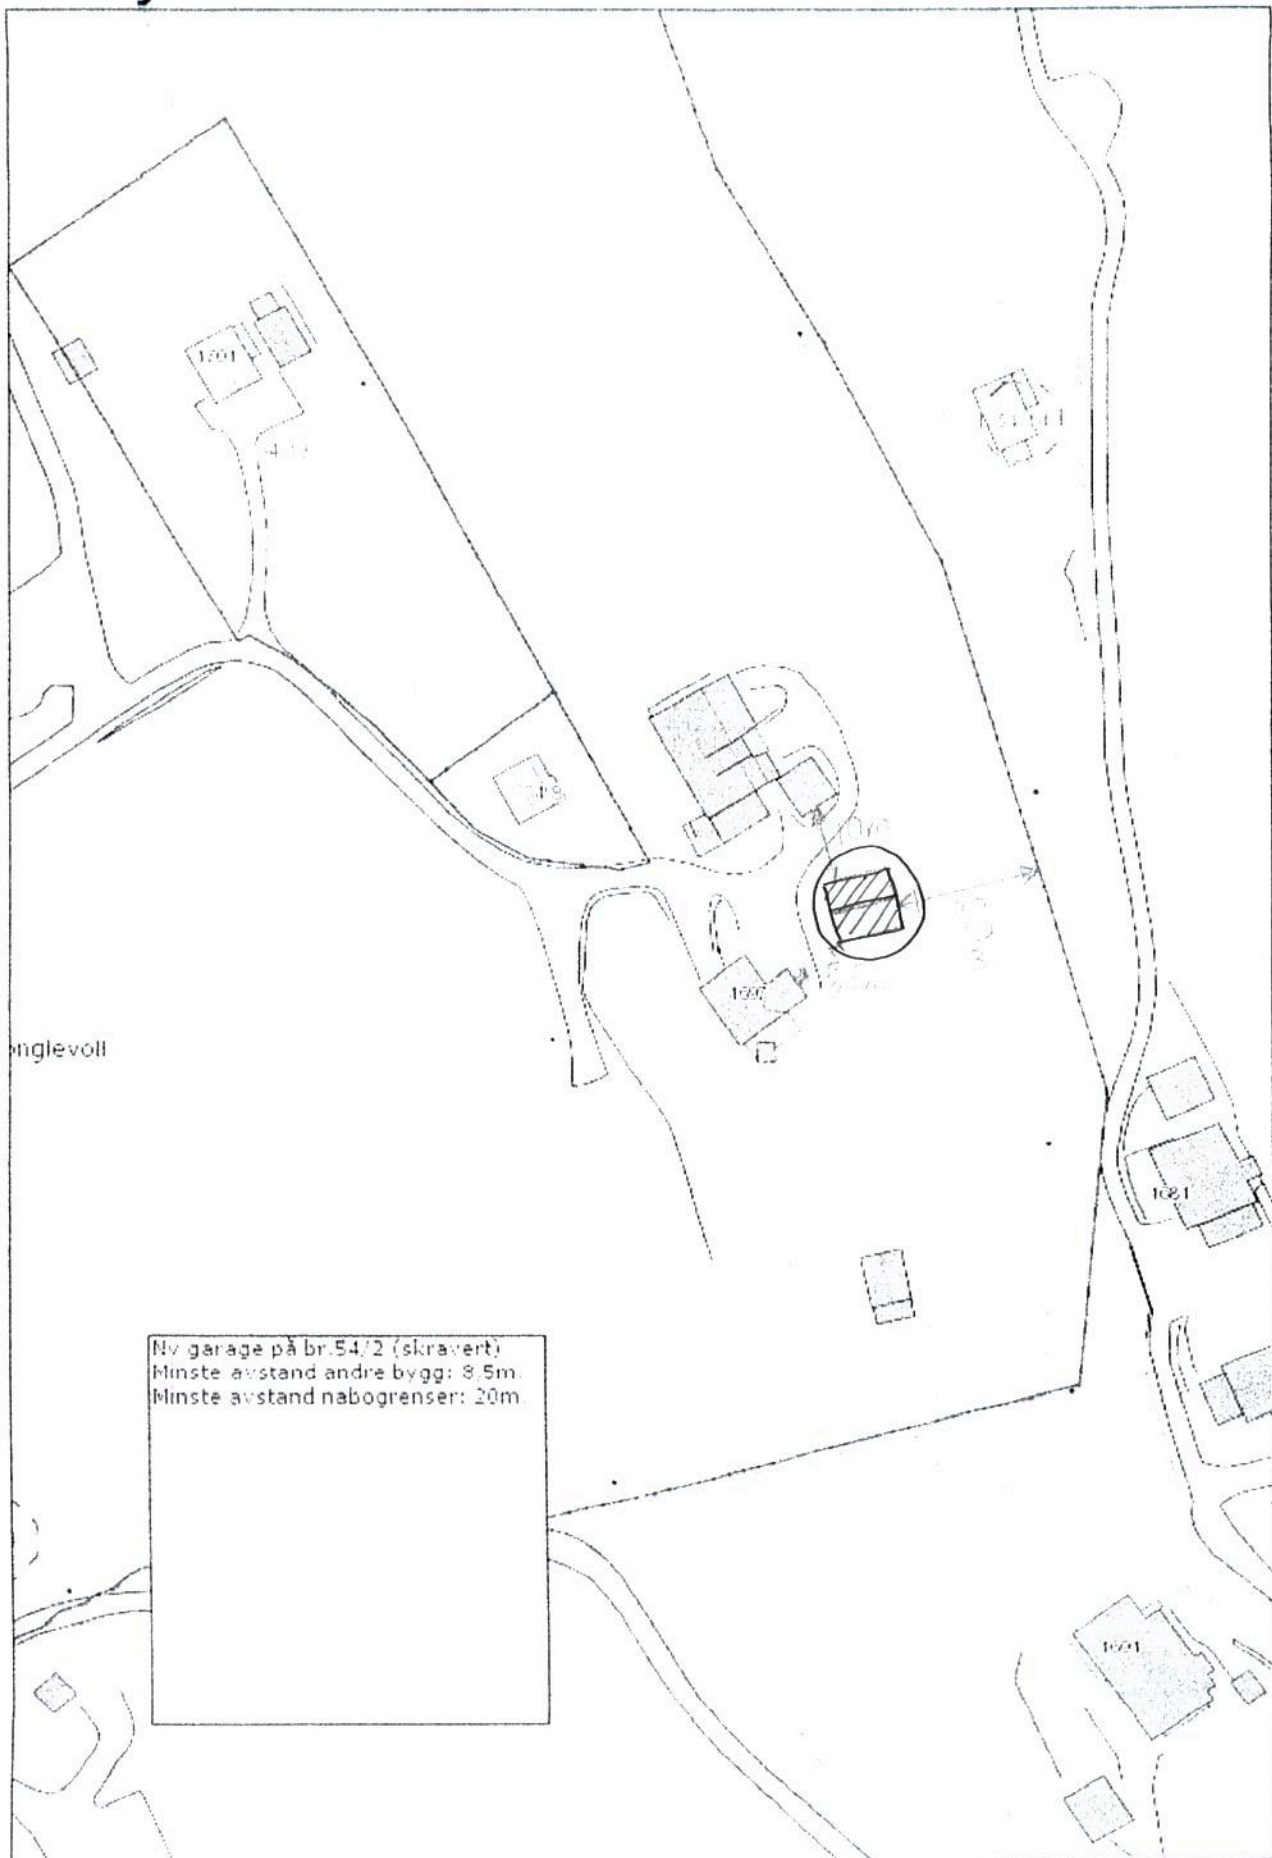 1701
10m
1697
nglevoll
1681
Ny garage på br.54/2 (skravert)
Minste avstand andre bygg: 8,5m.
Minste avstand nabogrenser: 20m.
1691